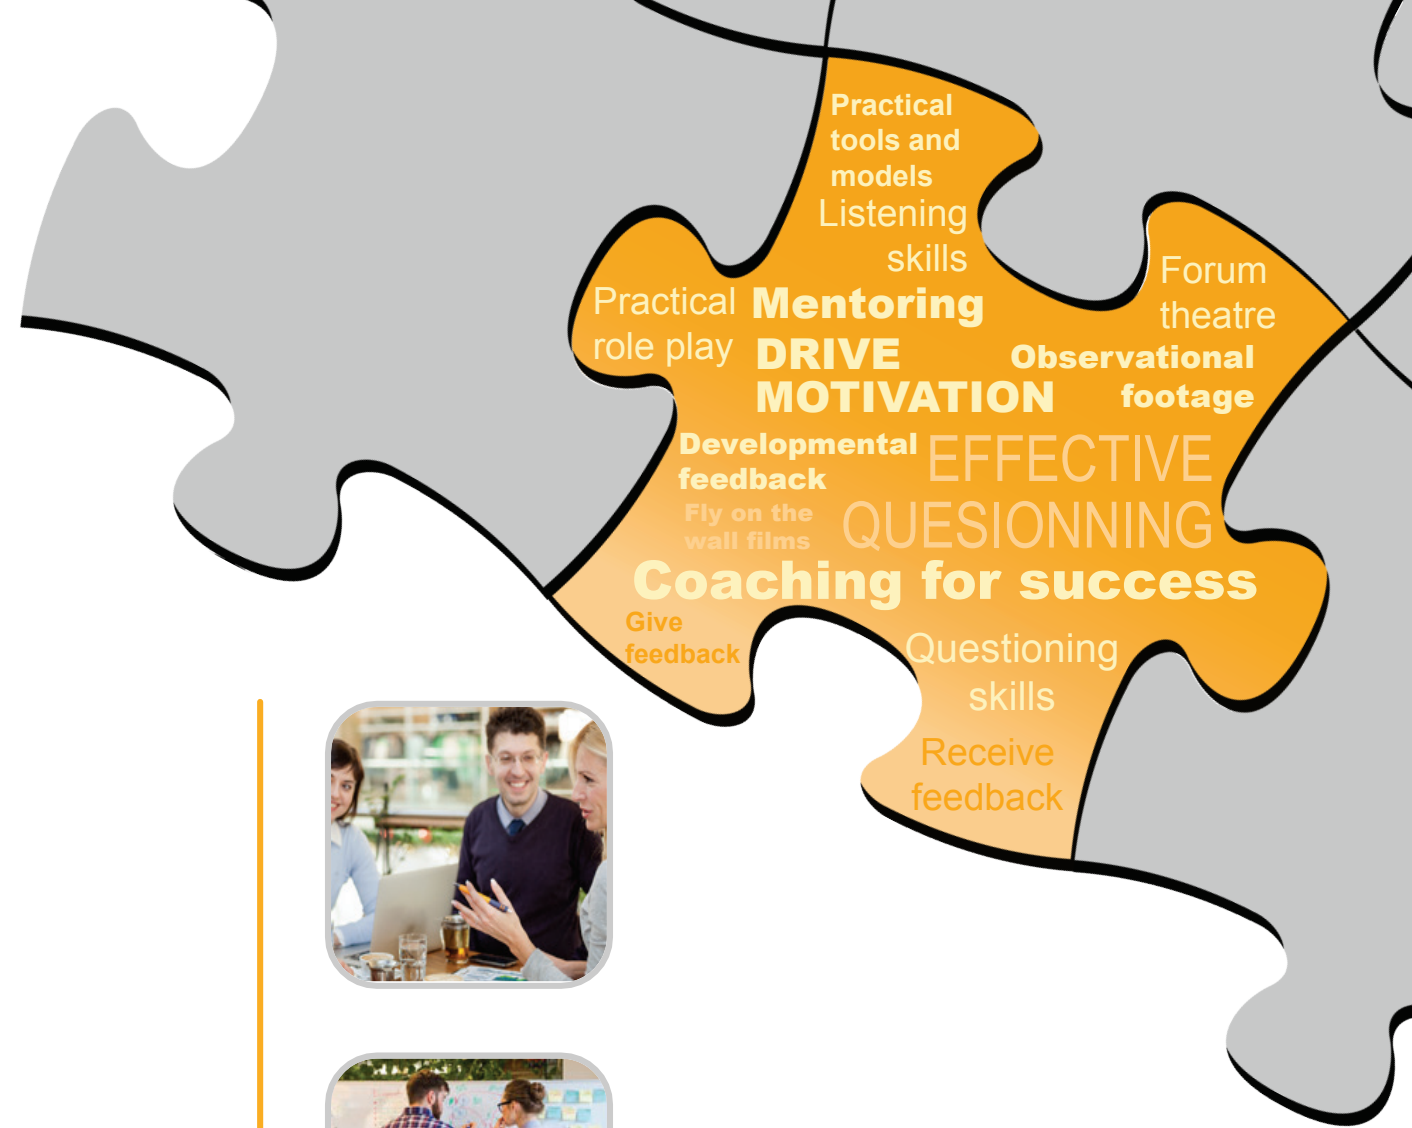 Practical
tools and
models
Listening
skills
Forum
theatre
Practical
role play
Mentoring
DRIVE
MOTIVATION
Observational
footage
Developmental
feedback
EFFECTIVE
QUESIONNING
Fly on the
wall films
Coaching for success
Give
feedback
Questioning
skills
Receive
feedback